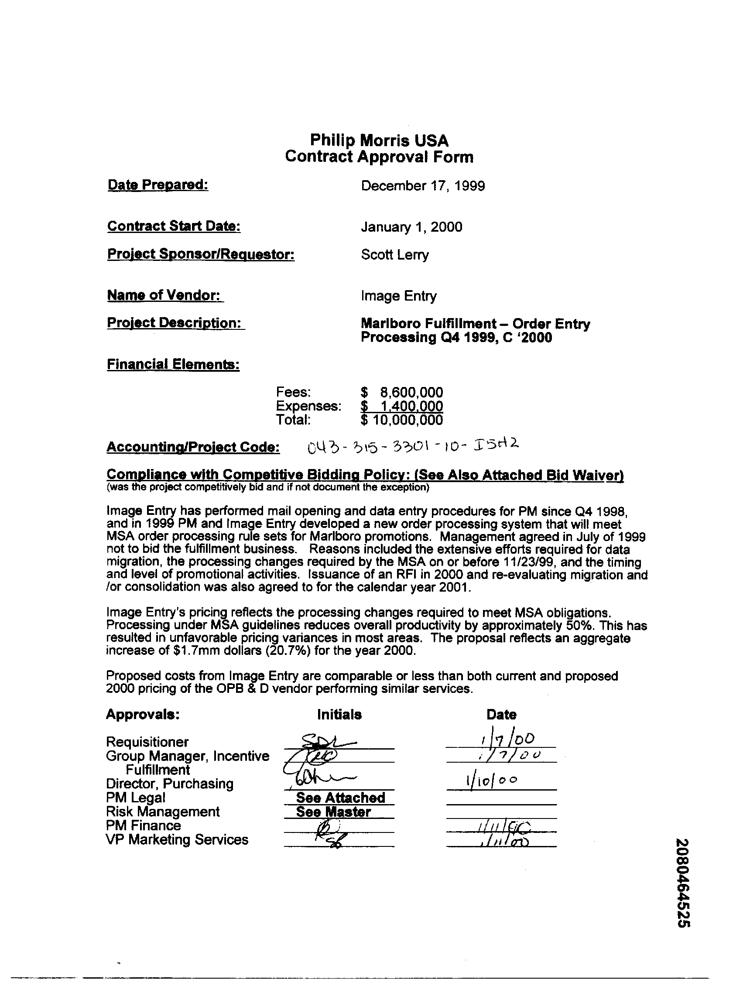 Philip Morris USA
Contract Approval Form
Date Prepared: December 17, 1999
Contract Start Date: January 1, 2000
Project Sponsor/Requestor: Scott Lerry
Name of Vendor: Image Entry
Project Description: Marlboro Fulfillment – Order Entry
Processing Q4 1999, C '2000
Financial Elements:
Fees: $ 8,600,000
Expenses: $ 1,400,000
Total: $ 10,000,000
Accounting/Project Code: 043-315-3301-10-ISH2
Compliance with Competitive Bidding Policy: (See Also Attached Bid Waiver)
(was the project competitively bid and if not document the exception)
Image Entry has performed mail opening and data entry procedures for PM since Q4 1998,
and in 1999 PM and Image Entry developed a new order processing system that will meet
MSA order processing rule sets for Marlboro promotions. Management agreed in July of 1999
not to bid the fulfillment business. Reasons included the extensive efforts required for data
migration, the processing changes required by the MSA on or before 11/23/99, and the timing
and level of promotional activities. Issuance of an RFI in 2000 and re-evaluating migration and
/or consolidation was also agreed to for the calendar year 2001.
Image Entry's pricing reflects the processing changes required to meet MSA obligations.
Processing under MSA guidelines reduces overall productivity by approximately 50%. This has
resulted in unfavorable pricing variances in most areas. The proposal reflects an aggregate
increase of $1.7mm dollars (20.7%) for the year 2000.
Proposed costs from Image Entry are comparable or less than both current and proposed
2000 pricing of the OPB & D vendor performing similar services.
Approvals: Initials Date
Requisitioner SDL 1/7/00
Group Manager, Incentive 1/7/00
Fulfillment
Director, Purchasing 1/10/00
PM Legal See Attached
Risk Management See Master
PM Finance
VP Marketing Services 1/11/00
2080464525